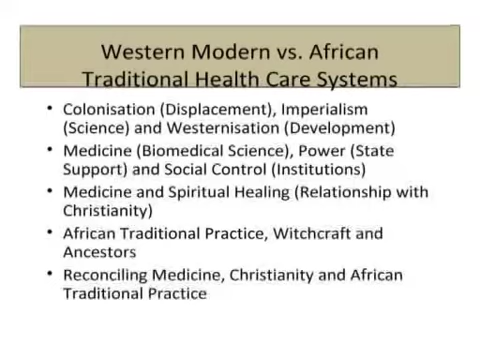 Western Modern vs. African
Traditional Health Care Systems
• Colonisation (Displacement), Imperialism
(Science) and Westernisation (Development)
• Medicine (Biomedical Science), Power (State
Support) and Social Control (Institutions)
• Medicine and Spiritual Healing (Relationship with
Christianity)
• African Traditional Practice, Witchcraft and
Ancestors
• Reconciling Medicine, Christianity and African
Traditional Practice